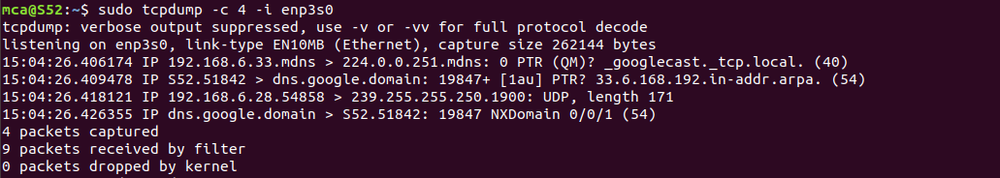 mca@S52:~$ sudo tcpdump -c 4 -i enp3s0
tcpdump: verbose output suppressed, use -v or -vv for full protocol decode
listening on enp3s0, link-type EN10MB (Ethernet), capture size 262144 bytes
15:04:26.406174 IP 192.168.6.33.mdns > 224.0.0.251.mdns: 0 PTR (QM)? _googlecast._tcp.local. (40)
15:04:26.409478 IP S52.51842 > dns.google.domain: 19847+ [1au] PTR? 33.6.168.192.in-addr.arpa. (54)
15:04:26.418121 IP 192.168.6.28.54858 > 239.255.255.250.1900: UDP, length 171
15:04:26.426355 IP dns.google.domain > S52.51842: 19847 NXDomain 0/0/1 (54)
4 packets captured
9 packets received by filter
0 packets dropped by kernel